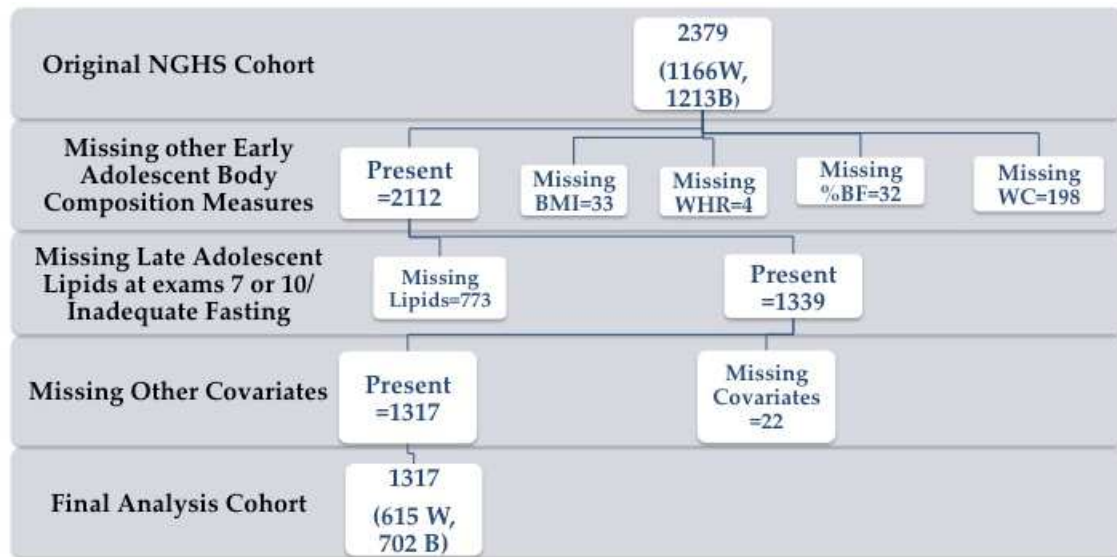 Original NGHS Cohort
2379
(1166W,
1213B)
Missing other Early
Adolescent Body
Composition Measures
Present
=2112
Missing
BMI=33
Missing
WHR=4
Missing
%BF=32
Missing
WC=198
Missing Late Adolescent
Lipids at exams 7 or 10/
Inadequate Fasting
Missing
Lipids=773
Present
=1339
Missing Other Covariates
Present
=1317
Missing
Covariates
=22
Final Analysis Cohort
1317
(615 W,
702 B)